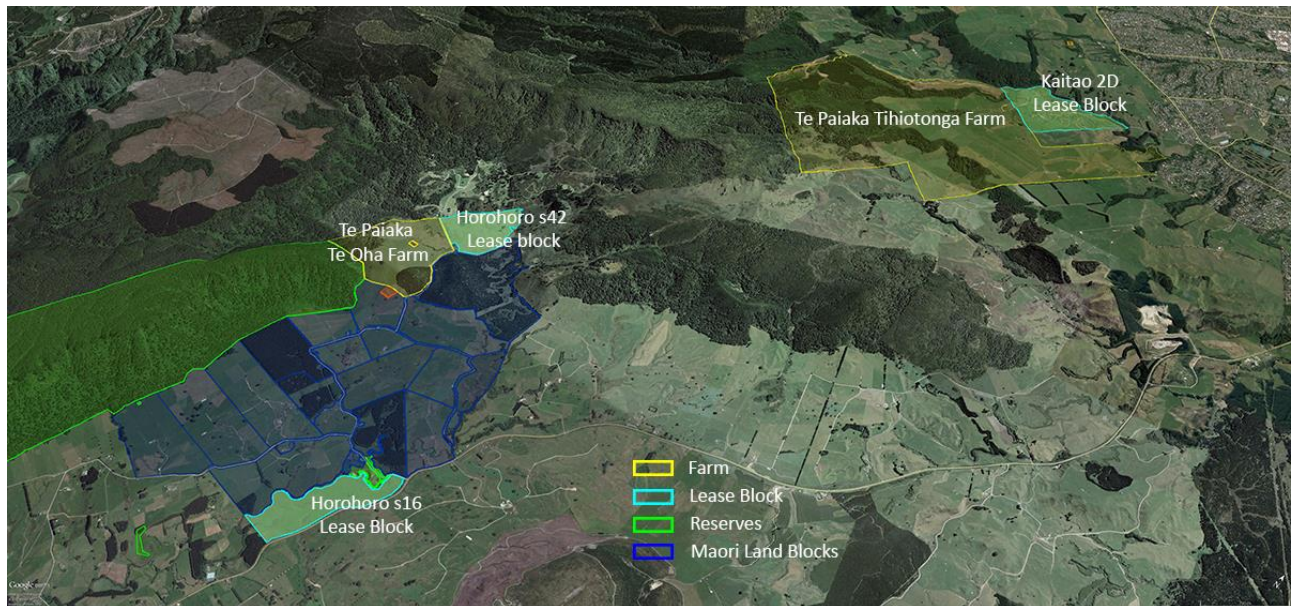 Kaitao 2D
Lease Block
Te Paiaka Tihiotonga Farm
Horohoro s42
Lease block
Te Paiaka
Te Oha Farm
Horohoro s16
Lease Block
Farm
Lease Block
Reserves
Maori Land Blocks
Google